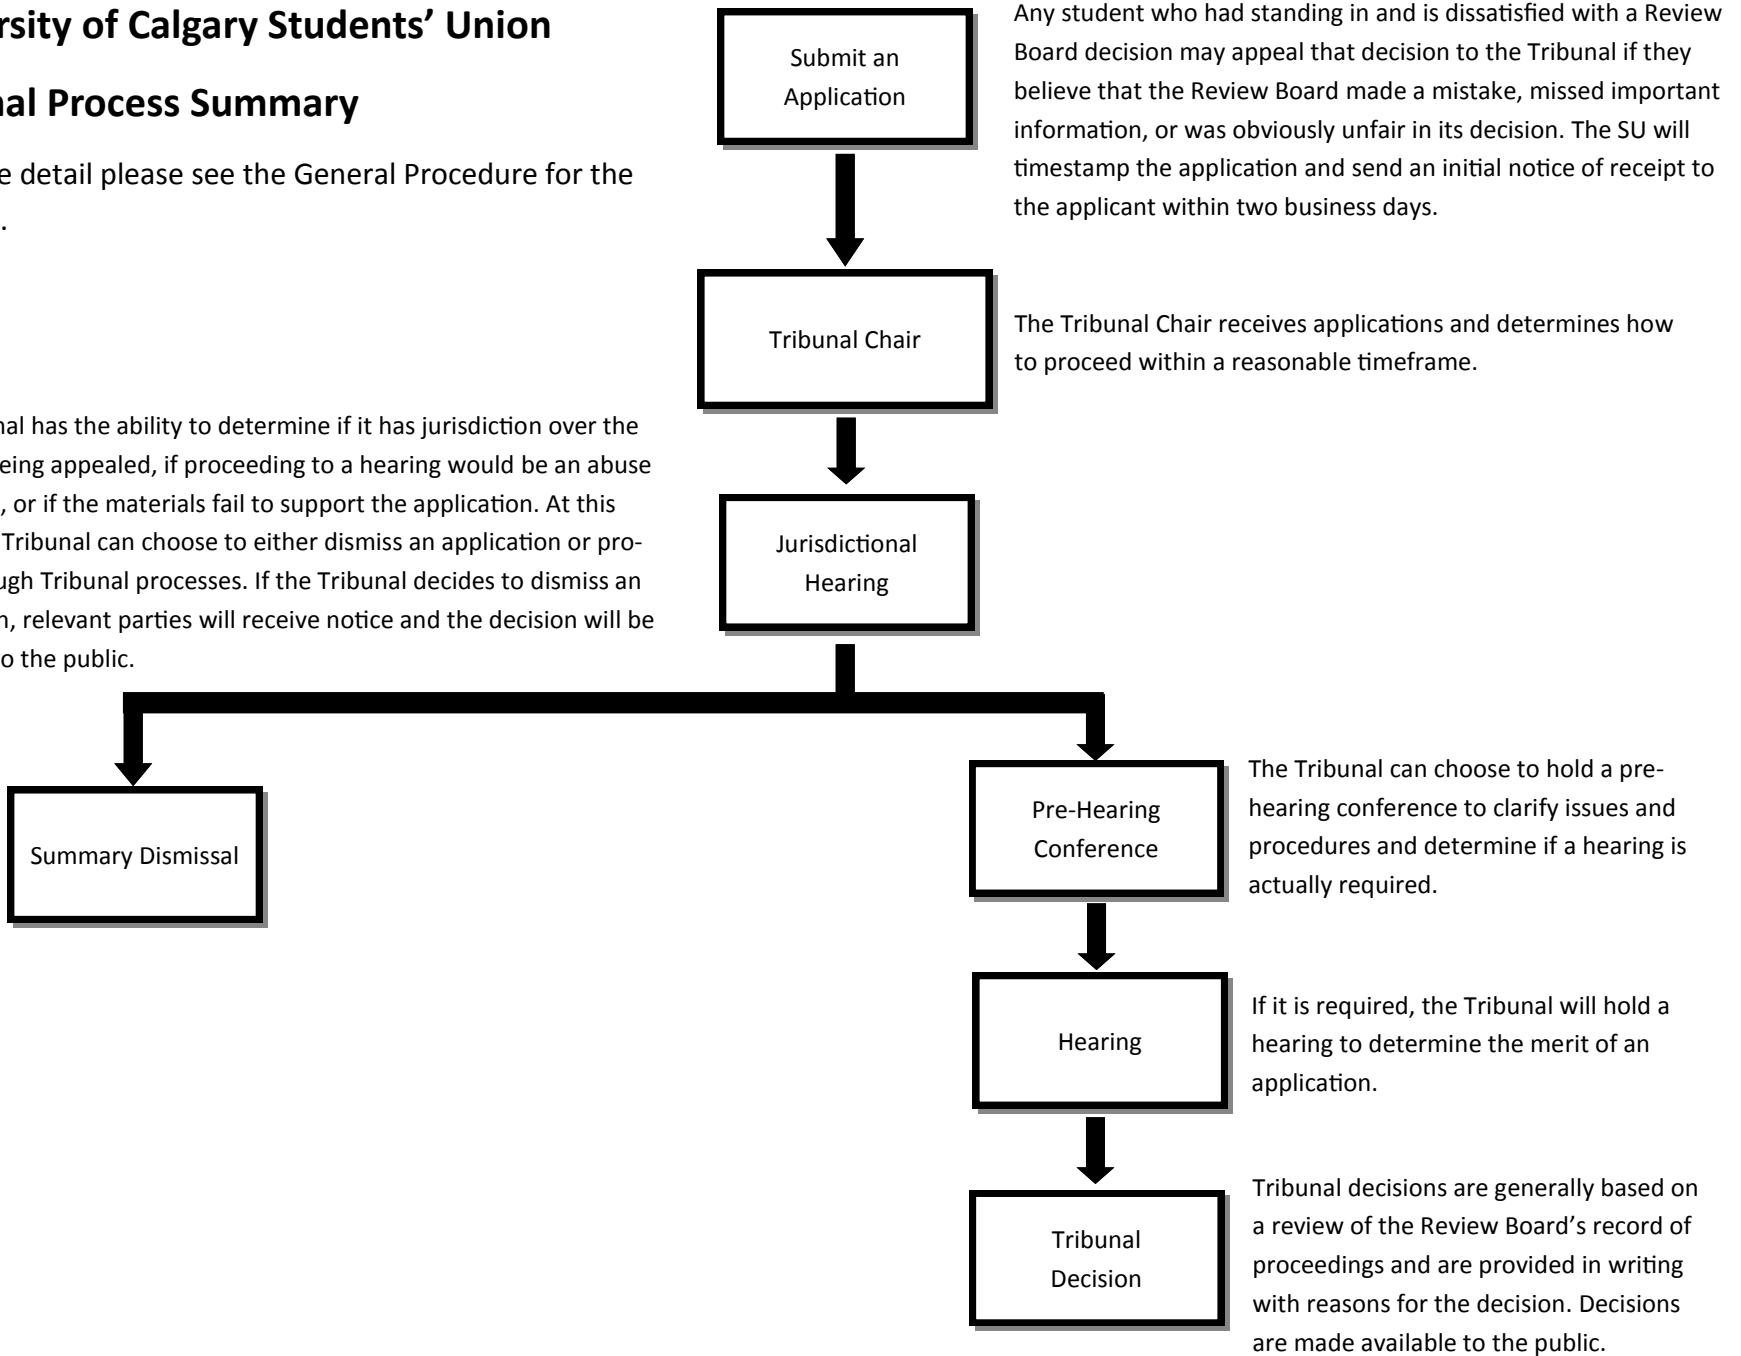 rsity of Calgary Students’ Union
nal Process Summary
e detail please see the General Procedure for the
.
Submit an
Application
Any student who had standing in and is dissatisfied with a Review
Board decision may appeal that decision to the Tribunal if they
believe that the Review Board made a mistake, missed important
information, or was obviously unfair in its decision. The SU will
timestamp the application and send an initial notice of receipt to
the applicant within two business days.
Tribunal Chair
The Tribunal Chair receives applications and determines how
to proceed within a reasonable timeframe.
nal has the ability to determine if it has jurisdiction over the
eing appealed, if proceeding to a hearing would be an abuse
, or if the materials fail to support the application. At this
Tribunal can choose to either dismiss an application or pro-
ugh Tribunal processes. If the Tribunal decides to dismiss an
n, relevant parties will receive notice and the decision will be
o the public.
Jurisdictional
Hearing
Summary Dismissal
Pre-Hearing
Conference
The Tribunal can choose to hold a pre-
hearing conference to clarify issues and
procedures and determine if a hearing is
actually required.
Hearing
If it is required, the Tribunal will hold a
hearing to determine the merit of an
application.
Tribunal
Decision
Tribunal decisions are generally based on
a review of the Review Board’s record of
proceedings and are provided in writing
with reasons for the decision. Decisions
are made available to the public.